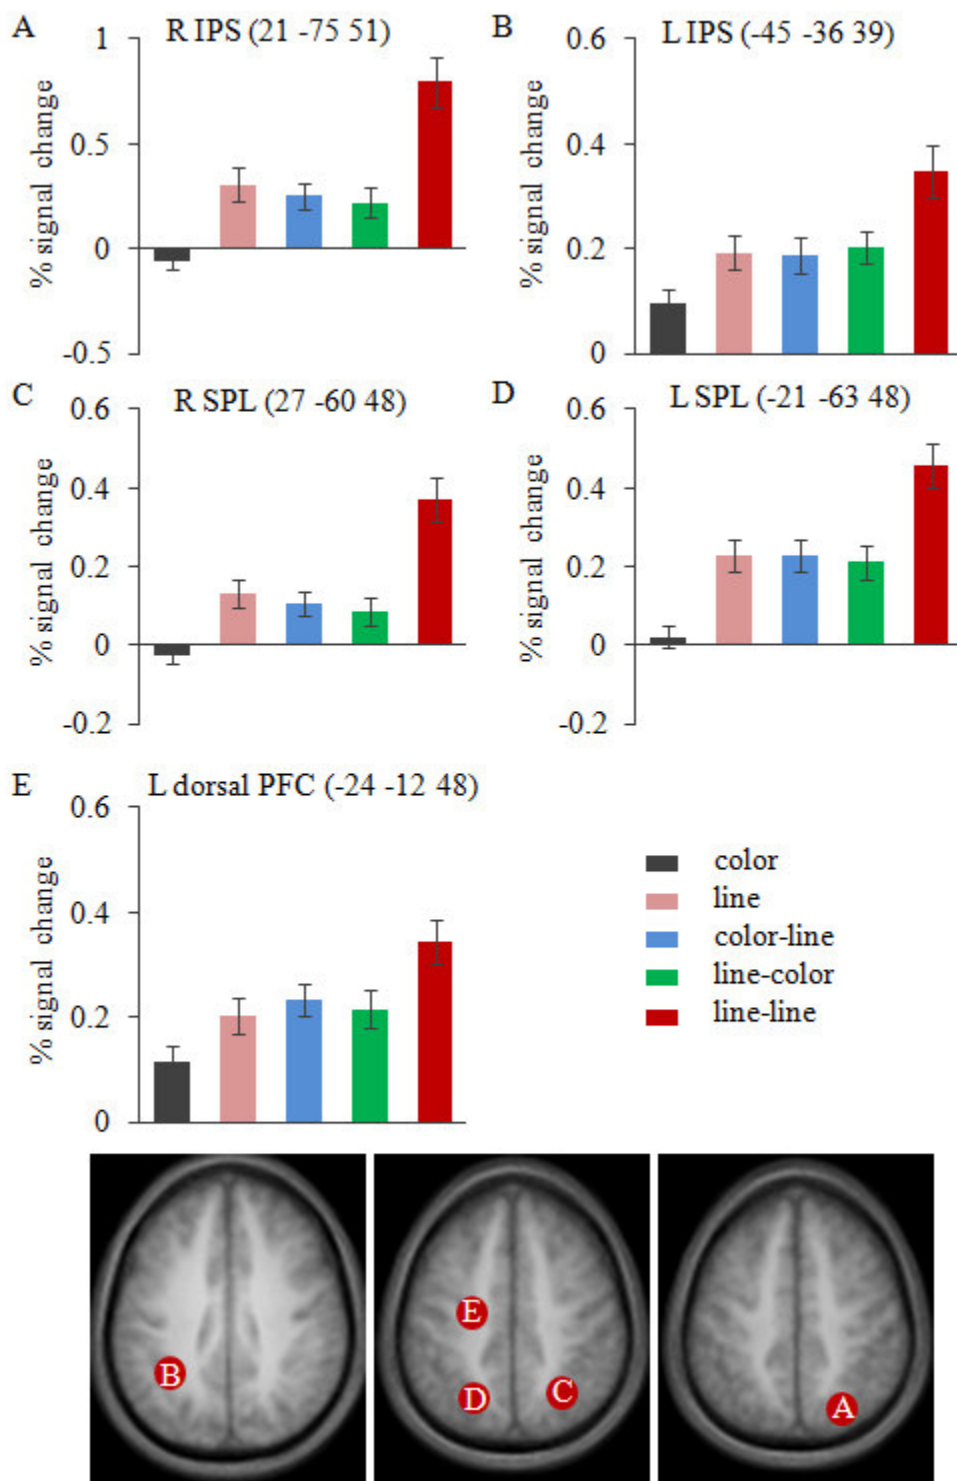 A
R IPS (21 -75 51)
1
0.5
0
-0.5
% signal change
B
L IPS (-45 -36 39)
0.6
0.4
0.2
0
% signal change
C
R SPL (27 -60 48)
0.6
0.4
0.2
0
-0.2
% signal change
D
L SPL (-21 -63 48)
0.6
0.4
0.2
0
-0.2
% signal change
E
L dorsal PFC (-24 -12 48)
0.6
0.4
0.2
0
% signal change
color
line
color-line
line-color
line-line
B
E
D
C
A